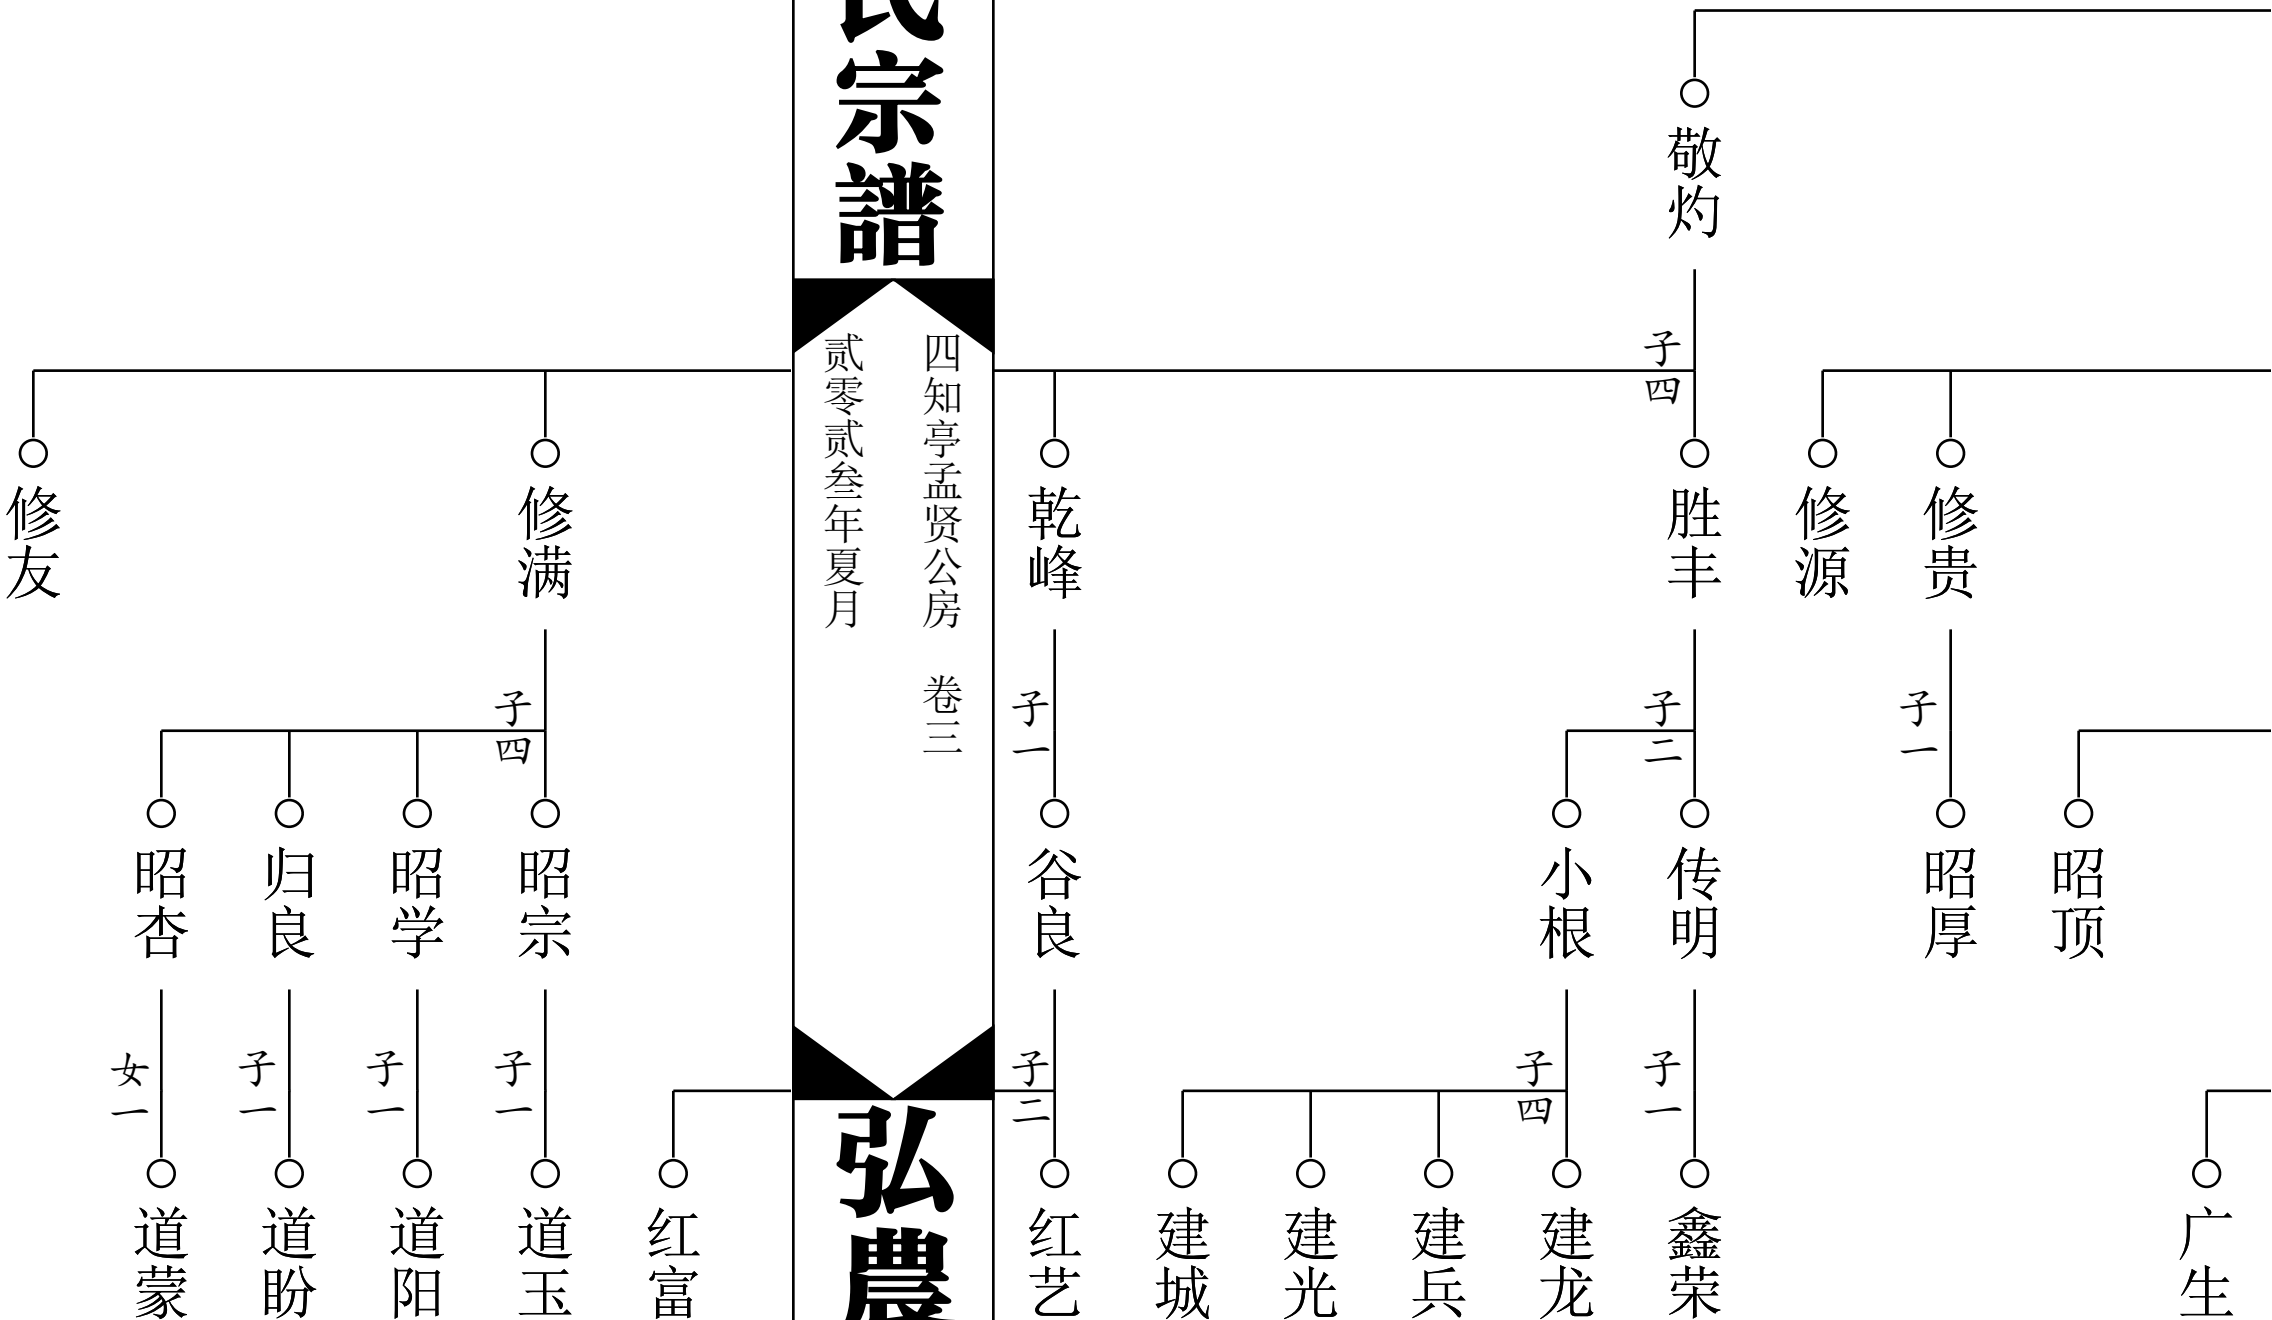 敬灼
子四
修贵
修源
胜丰
乾峰
修满
修友
子一
子二
子一
子四
昭顶
昭厚
传明
小根
谷良
昭宗
昭学
归良
昭杏
子一
子四
子二
子一
子一
子一
女一
广生
鑫荣
建龙
建兵
建光
建城
红艺
红富
道玉
道阳
道盼
道蒙
氏宗譜
四知亭孟贤公房 卷三
贰零贰叁年夏月
弘農